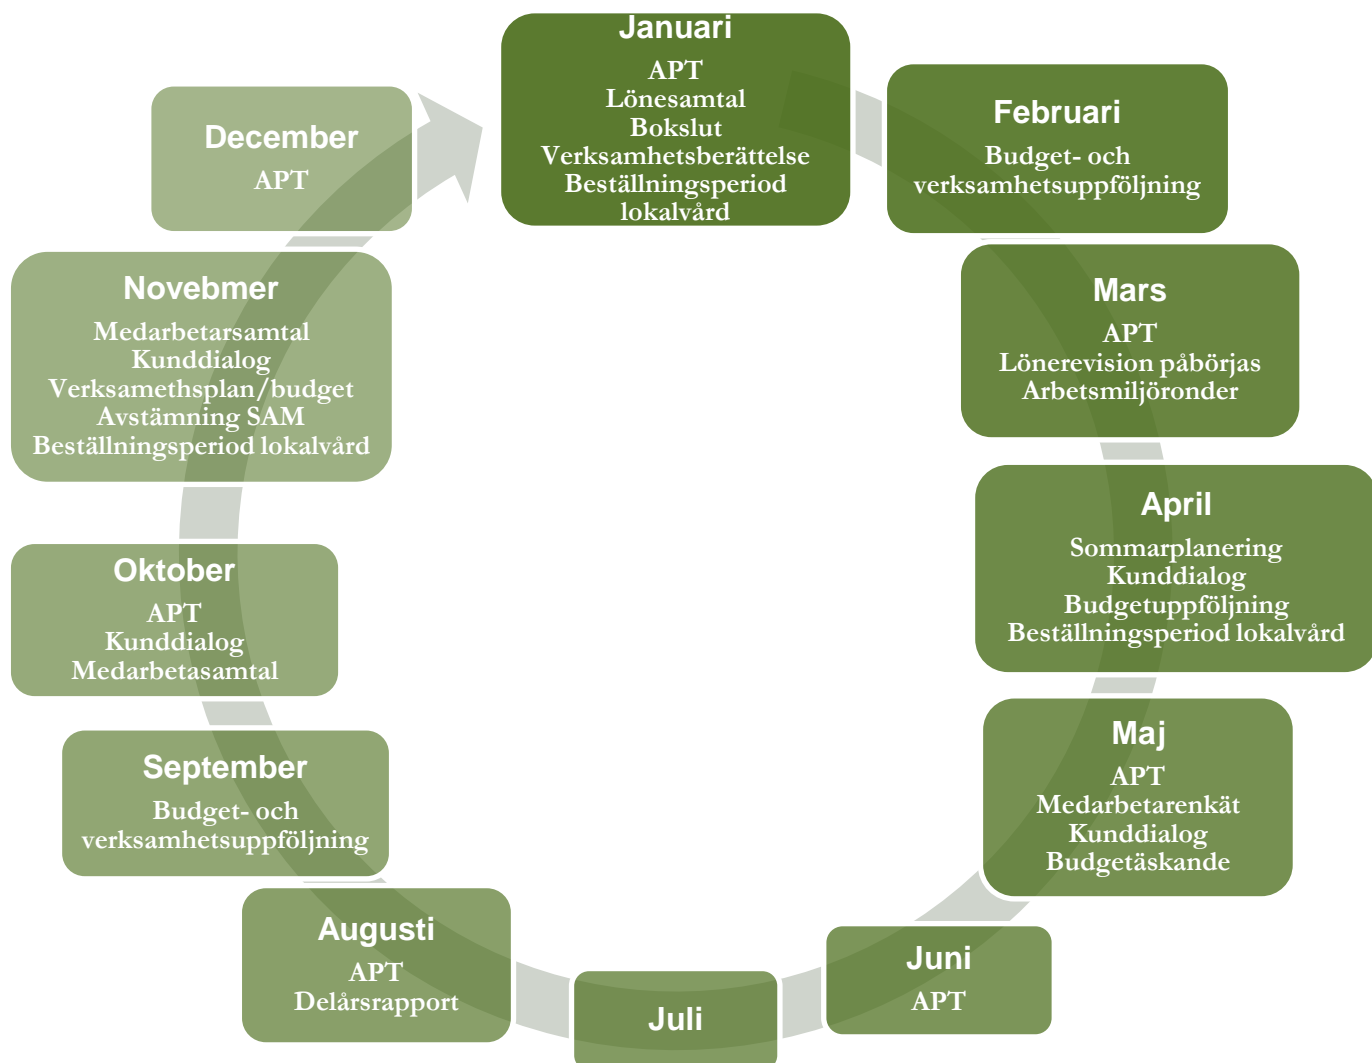 Januari
APT
Lönesamtal
Bokslut
Verksamhetsberättelse
Beställningsperiod
lokalvård
Februari
Budget- och
verksamhetsuppföljning
Mars
APT
Lönerevision påbörjas
Arbetsmiljöronder
April
Sommarplanering
Kunddialog
Budgetuppföljning
Beställningsperiod lokalvård
Maj
APT
Medarbetarenkät
Kunddialog
Budgetäskande
Juni
APT
Juli
Augusti
APT
Delårsrapport
September
Budget- och
verksamhetsuppföljning
Oktober
APT
Kunddialog
Medarbetasamtal
Novebmer
Medarbetarsamtal
Kunddialog
Verksamethsplan/budget
Avstämning SAM
Beställningsperiod lokalvård
December
APT